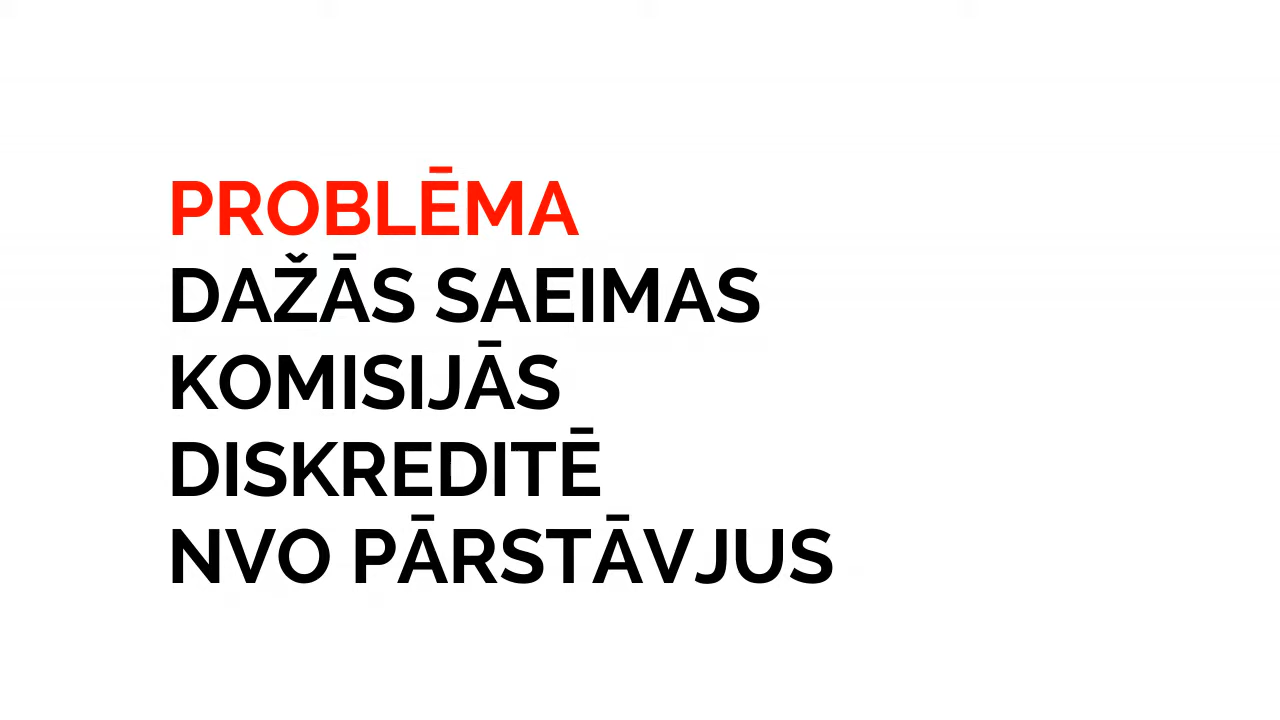 PROBLĒMA
DAŽĀS SAEIMAS
KOMISIJĀS
DISKREDITĒ
NVO PĀRSTĀVJUS